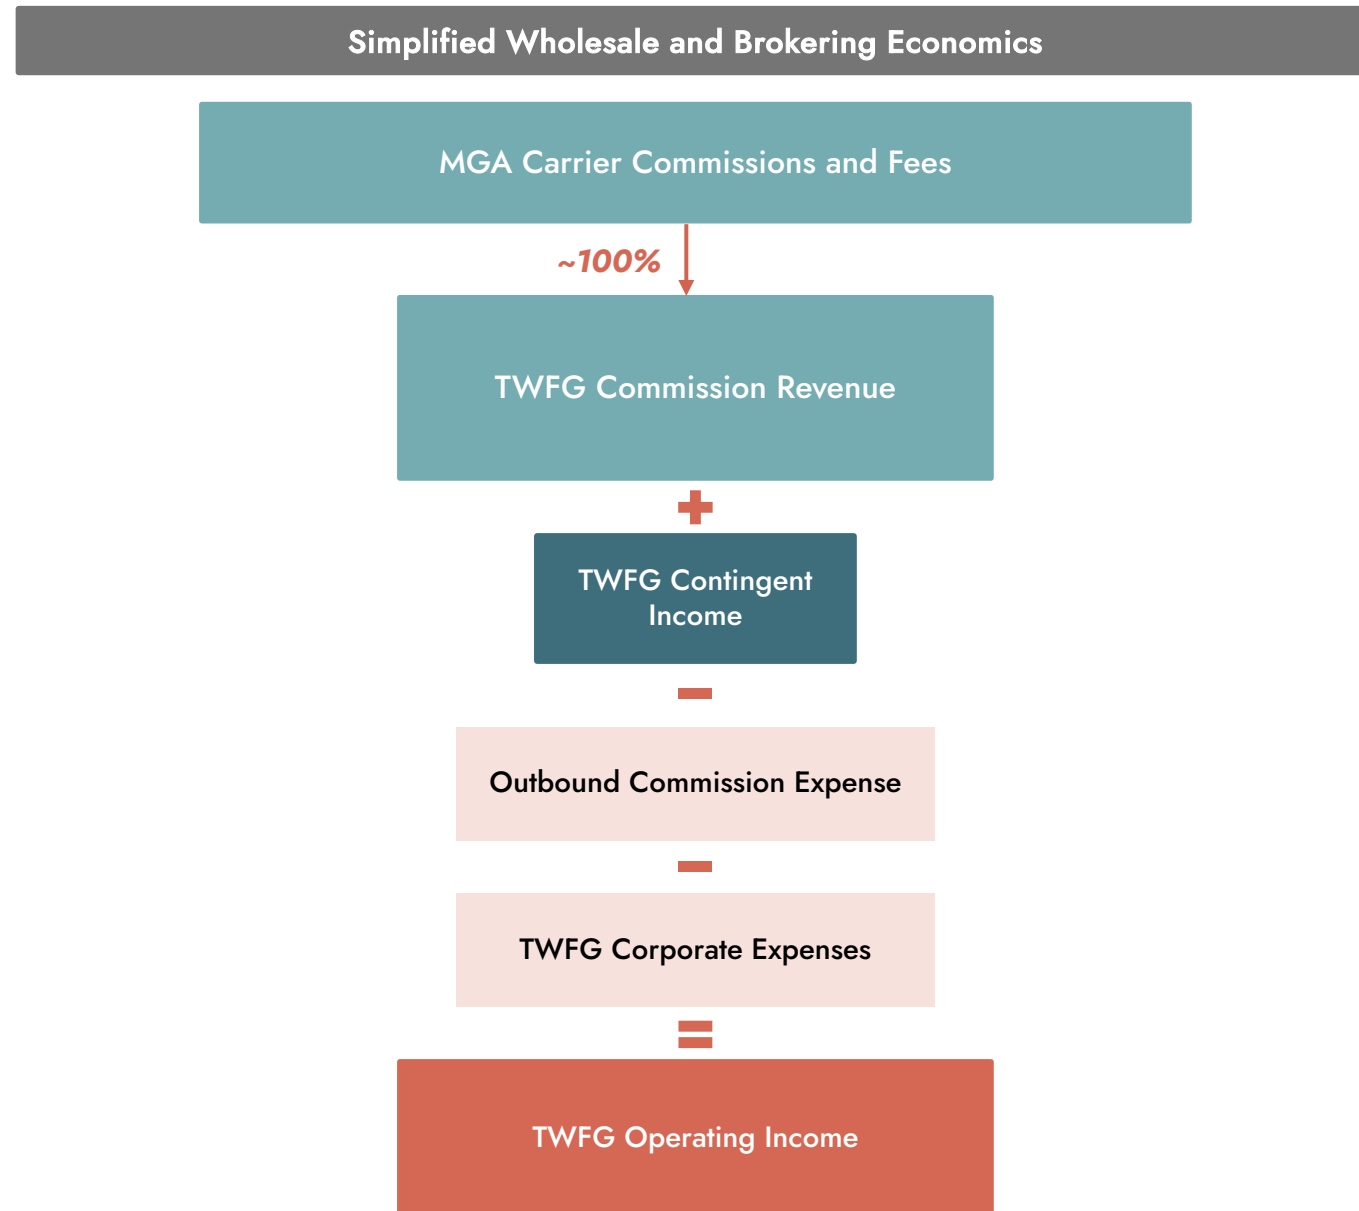 Simplified Wholesale and Brokering Economics
MGA Carrier Commissions and Fees
~100%
TWFG Commission Revenue
TWFG Contingent
Income
Outbound Commission Expense
TWFG Corporate Expenses
TWFG Operating Income